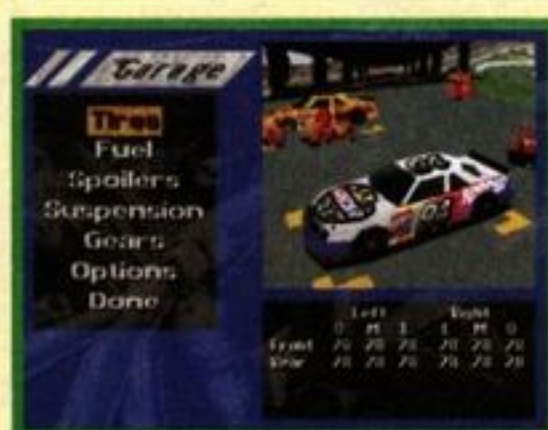 Garage
Tires
Fuel
Spoilers
Suspension
Gears
Options
Done
Left Right
O M I I M O
Front
Rear